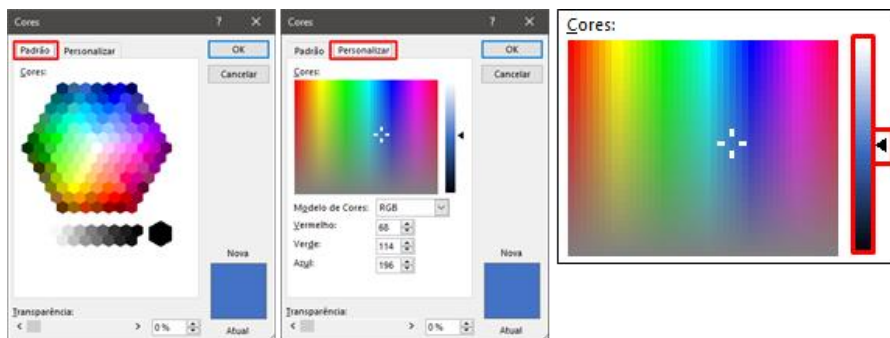 Cores ? ×
Padrão Personalizar
OK
Cancelar
Cores:
Nova
Atual
Transparência:
< > 0 %
Cores ? ×
Padrão Personalizar
OK
Cancelar
Cores:
Modelo de Cores: RGB
Vermelho: 68
Verde: 114
Azul: 196
Nova
Atual
Transparência:
< > 0 %
Cores: